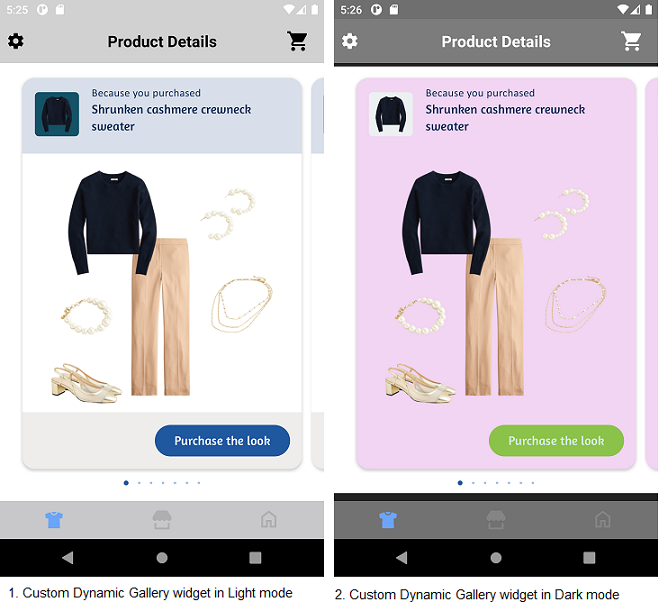 5:25
Product Details
Because you purchased
Shrunken cashmere crewneck
sweater
Purchase the look
1. Custom Dynamic Gallery widget in Light mode
5:26
Product Details
Because you purchased
Shrunken cashmere crewneck
sweater
Purchase the look
2. Custom Dynamic Gallery widget in Dark mode